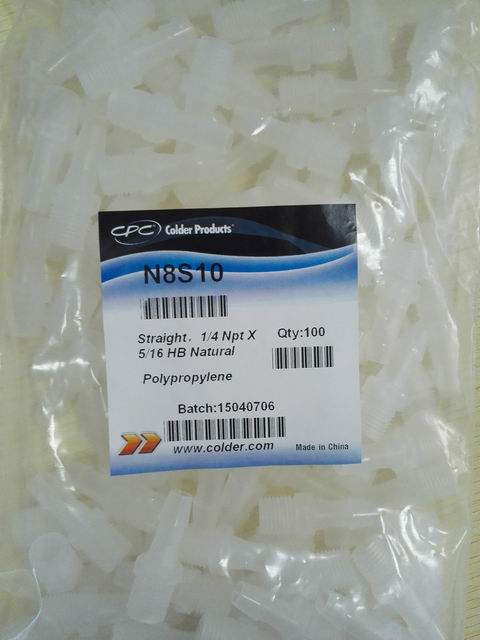 CPC Colder Products
N8S10
Straight, 1/4 Npt X
5/16 HB Natural
Qty:100
Polypropylene
Batch:15040706
www.colder.com
Made in China